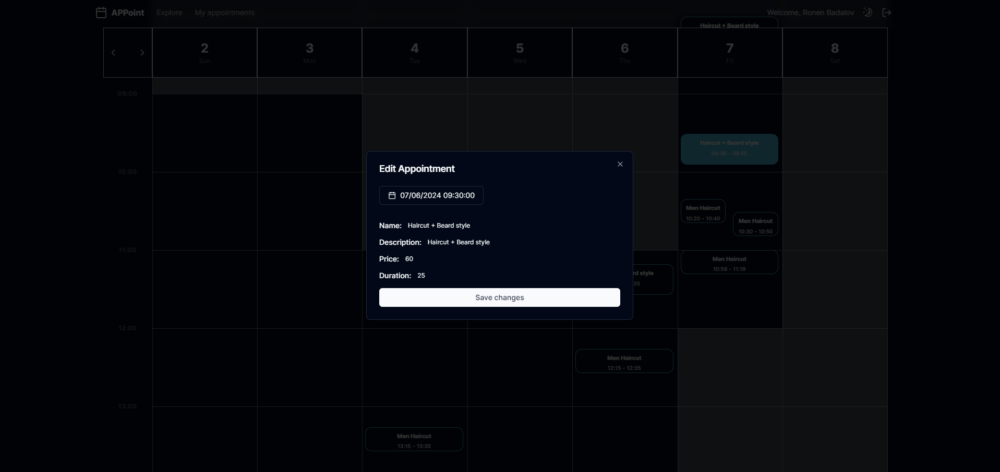 APPoint Explore My appointments Welcome, Ronen Badalov
Haircut + Beard style
2 3 4 5 6 7 8
Sun Mon Tue Wed Thu Fri Sat
09:00
Haircut + Beard style
09:30 - 09:55
10:00
Men Haircut
10:20 - 10:40
Men Haircut
10:30 - 10:50
Edit Appointment
07/06/2024 09:30:00
Name: Haircut + Beard style
Description: Haircut + Beard style
Price: 60
Duration: 25
Save changes
11:00
Men Haircut
10:59 - 11:19
rd style
35
12:00
Men Haircut
12:15 - 12:35
13:00
Men Haircut
13:15 - 13:35